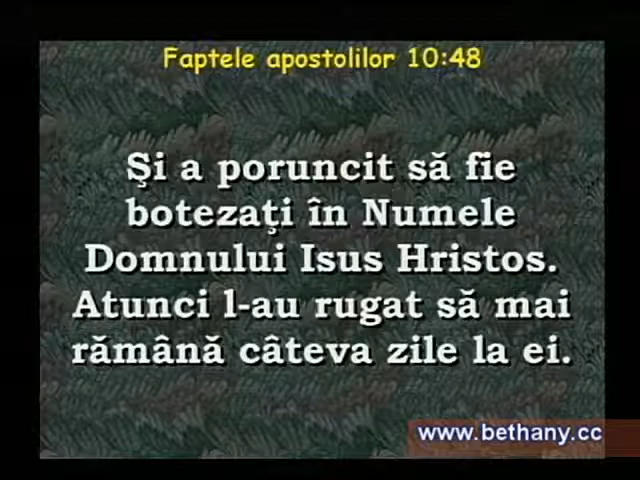 Faptele apostolilor 10:48
Şi a poruncit să fie
botezaţi în Numele
Domnului Isus Hristos.
Atunci l-au rugat să mai
rămână câteva zile la ei.
www.bethany.cc